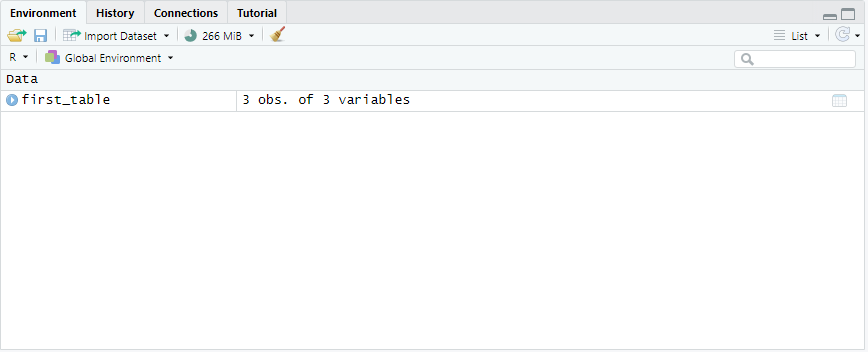 Environment History Connections Tutorial
Import Dataset 266 MiB List
R Global Environment
Data
first_table 3 obs. of 3 variables